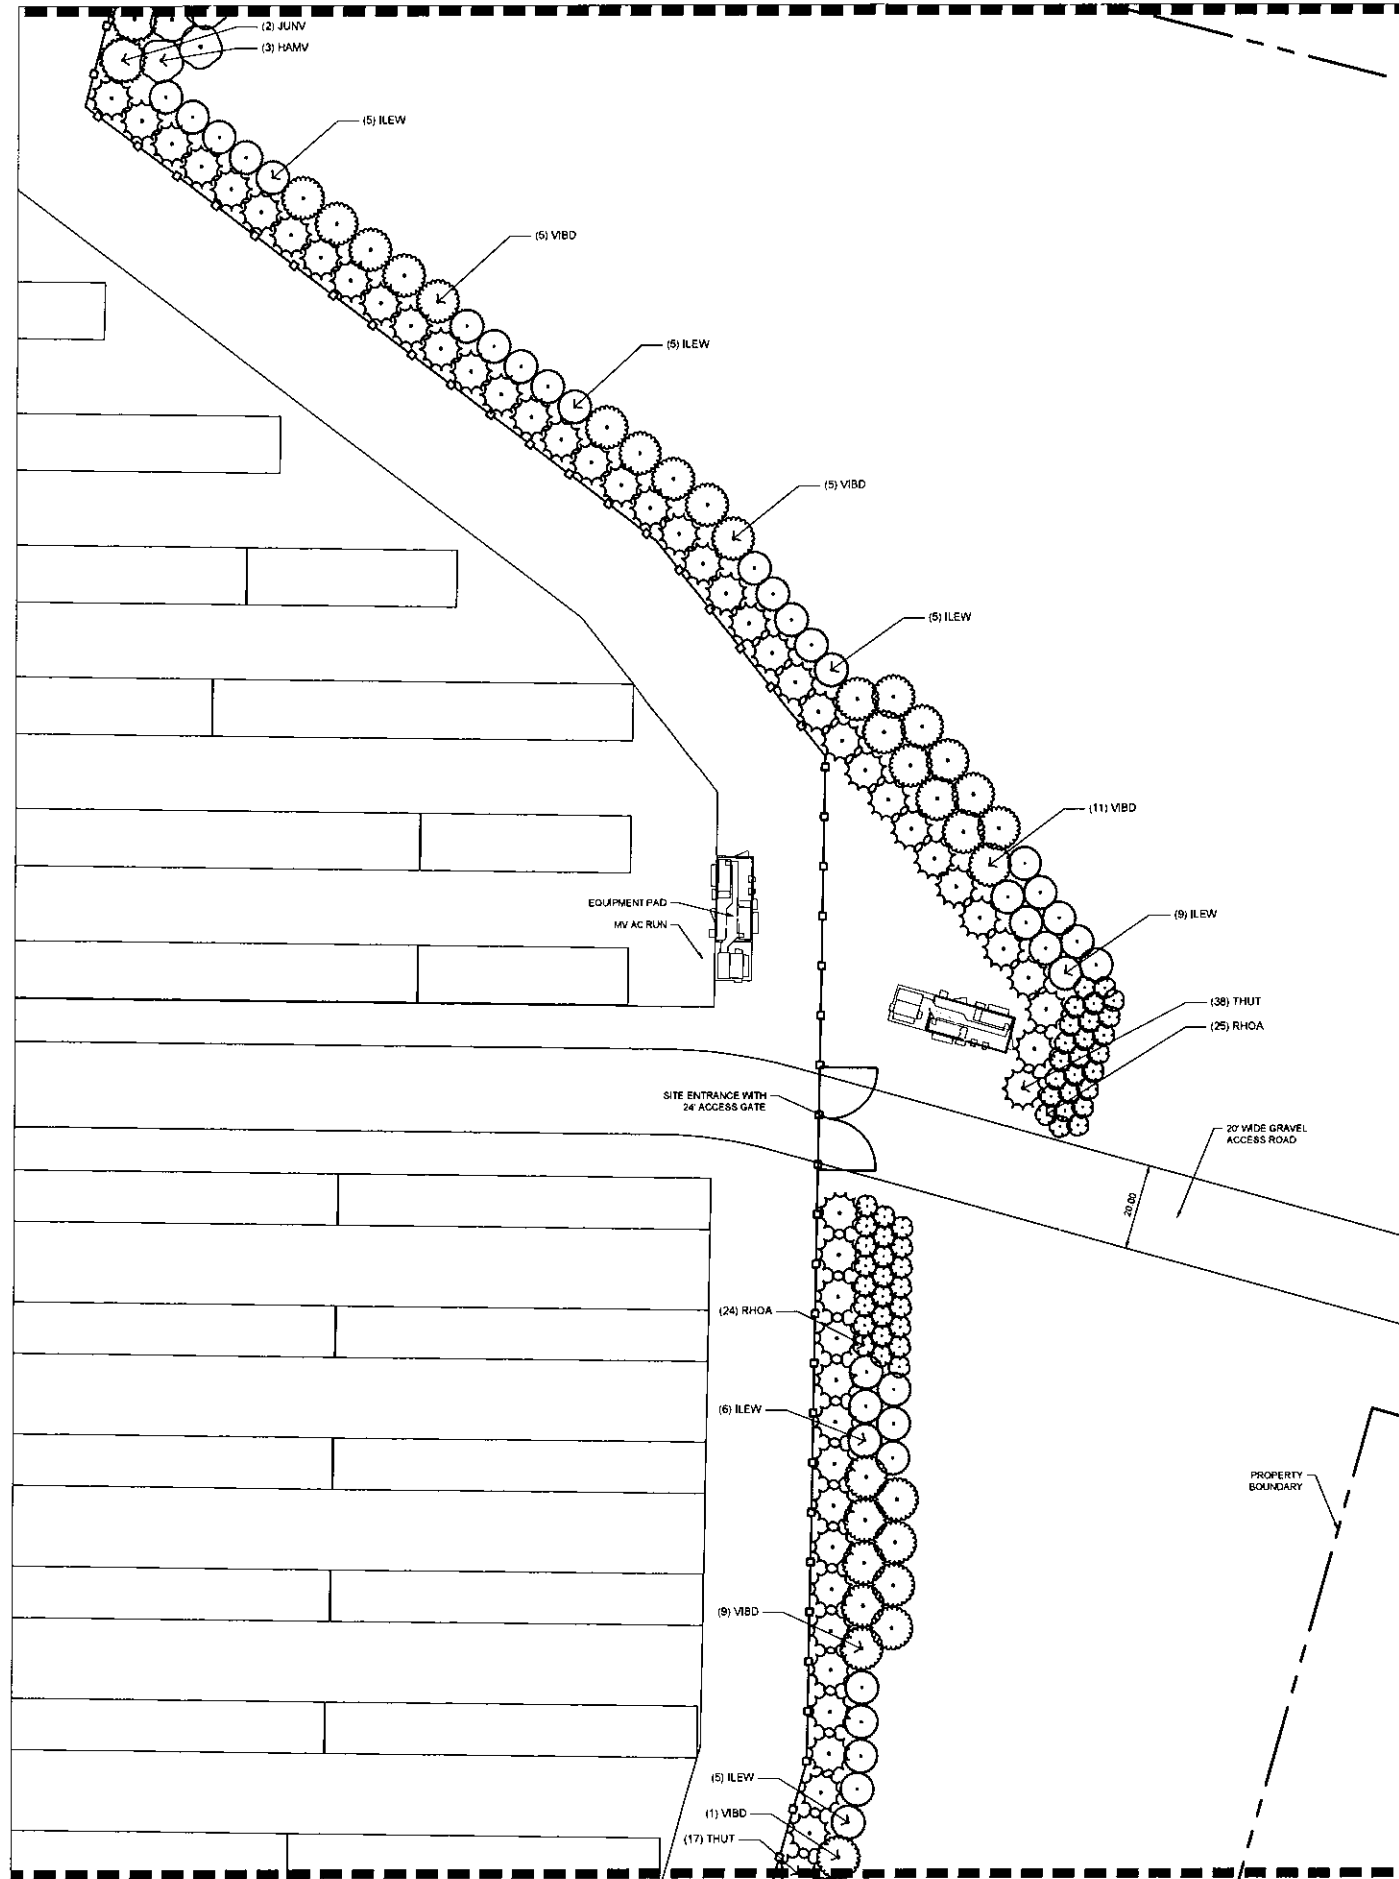 (2) JUNV
(3) HAMV
(5) ILEW
(5) VIBD
(5) ILEW
(5) VIBD
(5) ILEW
(11) VIBD
EQUIPMENT PAD
MV AC RUN
(9) ILEW
(38) THUT
(25) RHOA
SITE ENTRANCE WITH
24' ACCESS GATE
20' WIDE GRAVEL
ACCESS ROAD
20.00
(24) RHOA
(6) ILEW
PROPERTY
BOUNDARY
(9) VIBD
(5) ILEW
(1) VIBD
(17) THUT